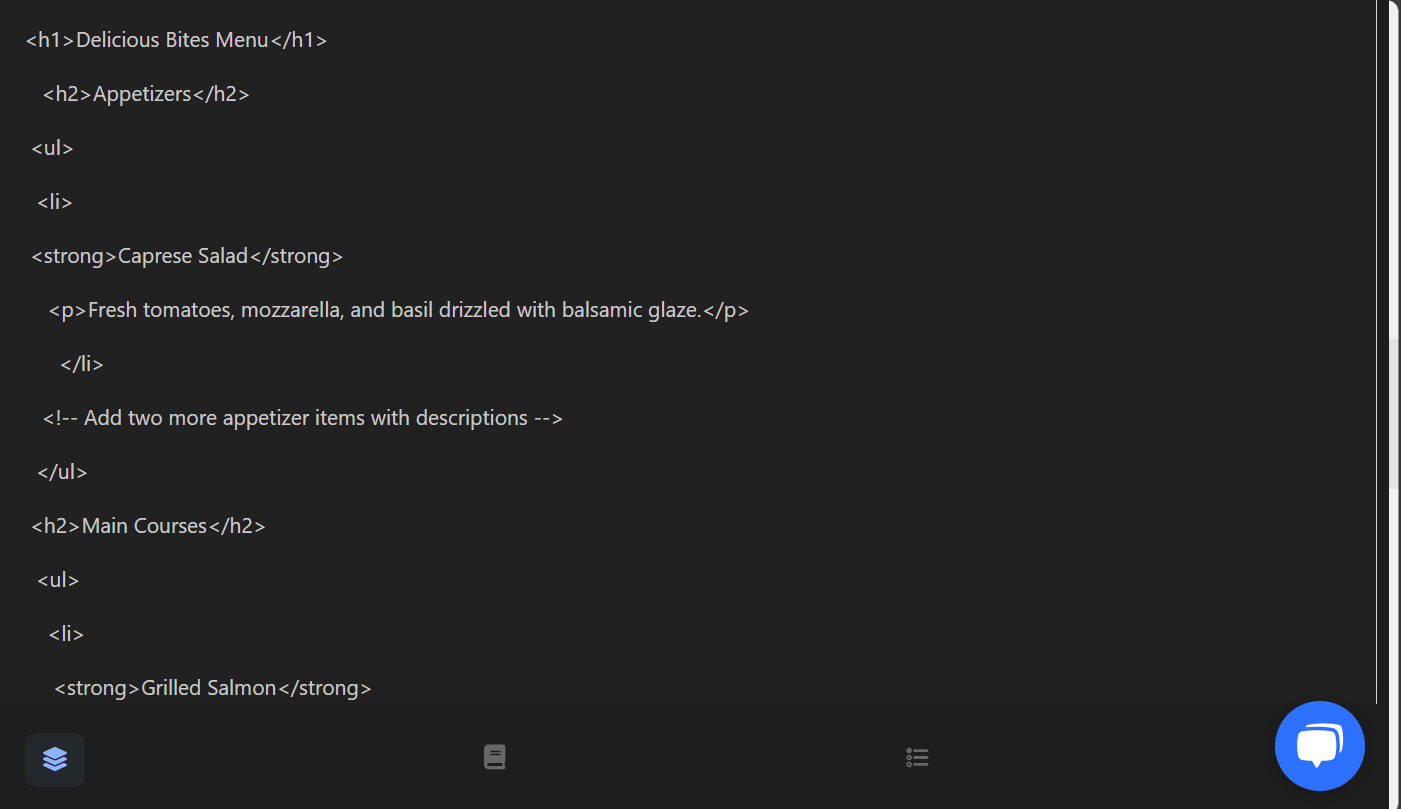 <h1>Delicious Bites Menu</h1>
<h2>Appetizers</h2>
<ul>
<li>
<strong>Caprese Salad</strong>
<p>Fresh tomatoes, mozzarella, and basil drizzled with balsamic glaze.</p>
</li>
<!-- Add two more appetizer items with descriptions -->
</ul>
<h2>Main Courses</h2>
<ul>
<li>
<strong>Grilled Salmon</strong>